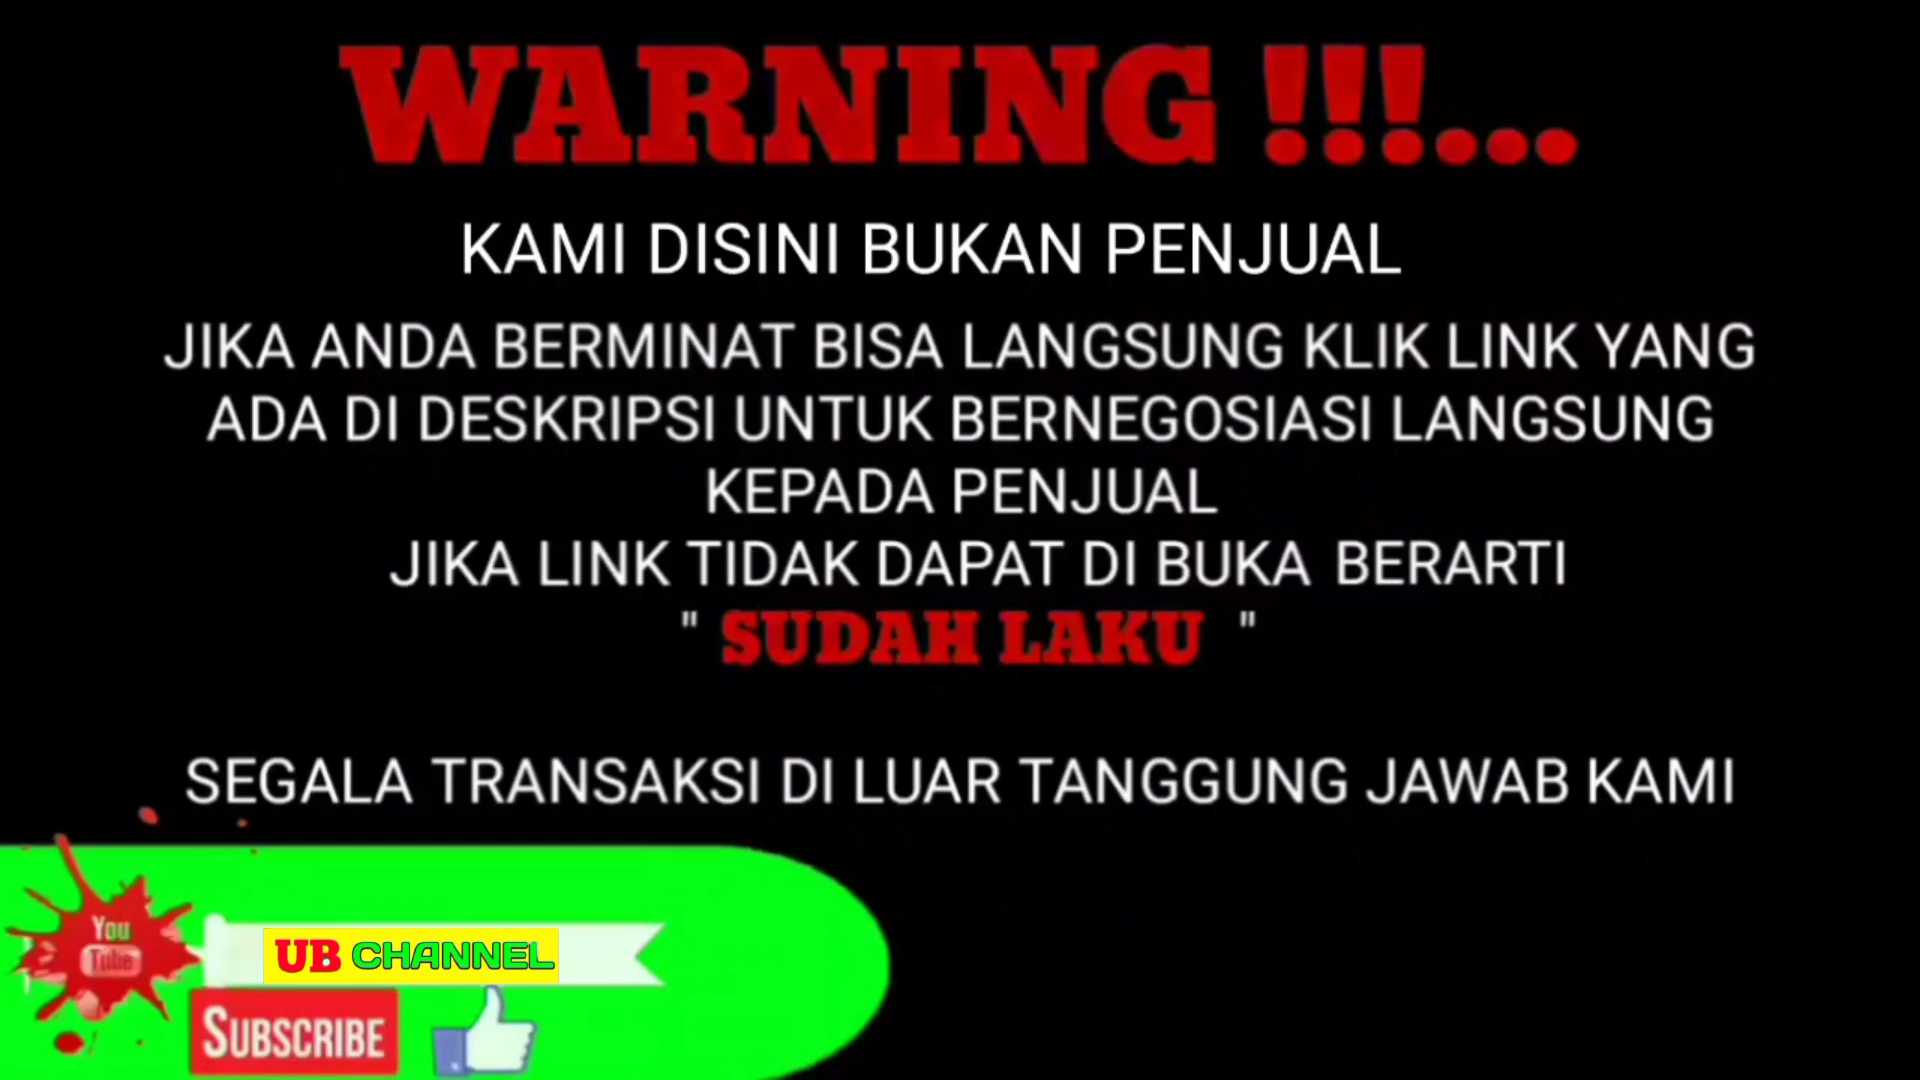 WARNING !!!...
KAMI DISINI BUKAN PENJUAL
JIKA ANDA BERMINAT BISA LANGSUNG KLIK LINK YANG
ADA DI DESKRIPSI UNTUK BERNEGOSIASI LANGSUNG
KEPADA PENJUAL
JIKA LINK TIDAK DAPAT DI BUKA BERARTI
" SUDAH LAKU "
SEGALA TRANSAKSI DI LUAR TANGGUNG JAWAB KAMI
You
Tube
UB CHANNEL
SUBSCRIBE